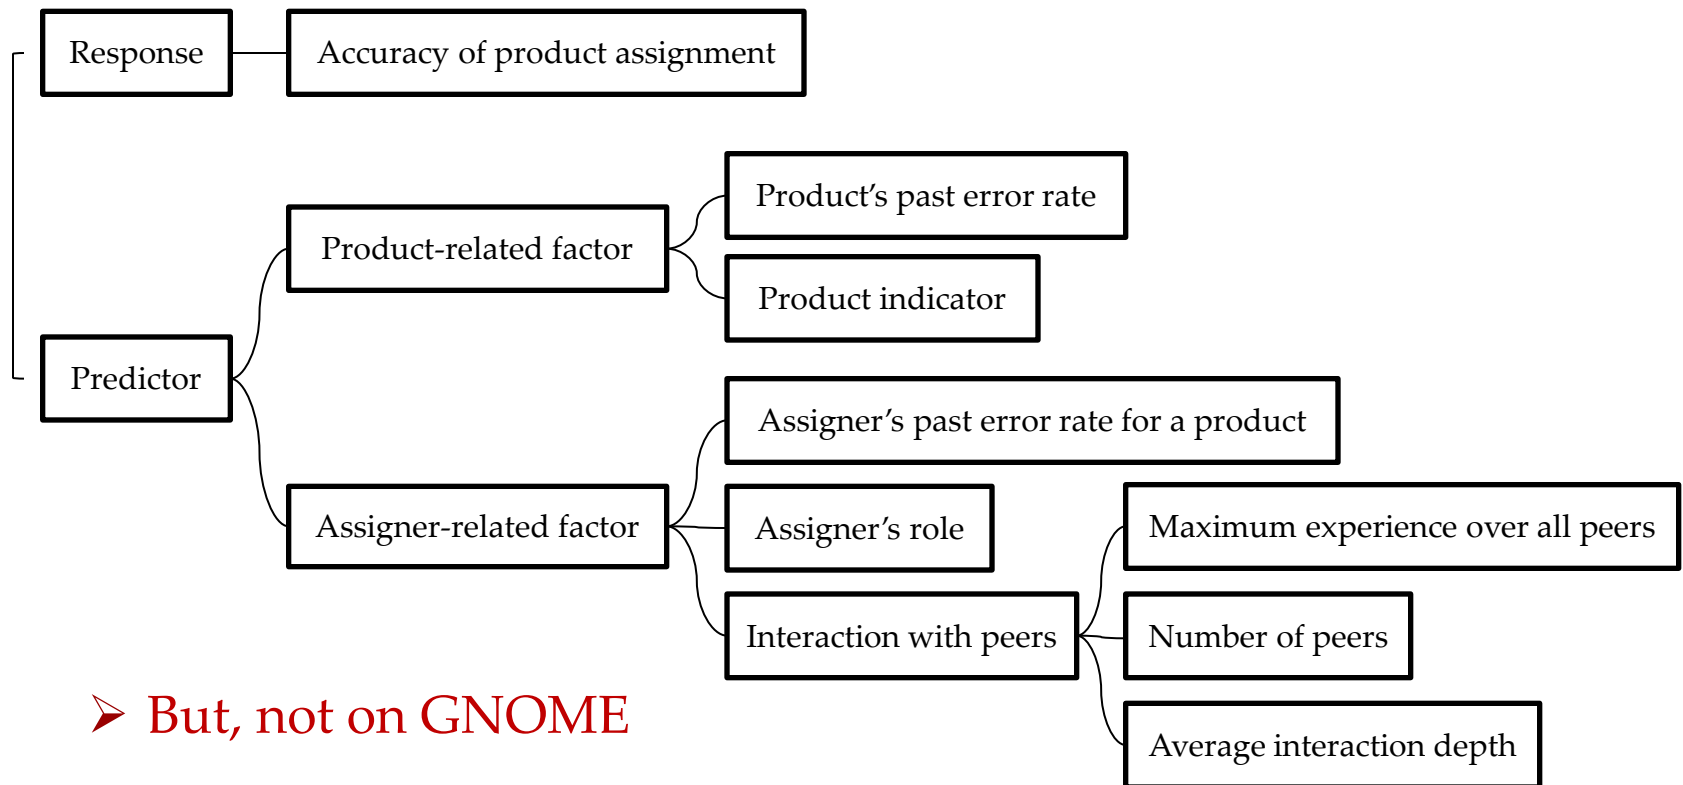 Response
Accuracy of product assignment
Product’s past error rate
Product-related factor
Product indicator
Predictor
Assigner’s past error rate for a product
Assigner-related factor
Assigner’s role
Maximum experience over all peers
Interaction with peers
Number of peers
Average interaction depth
➢ But, not on GNOME